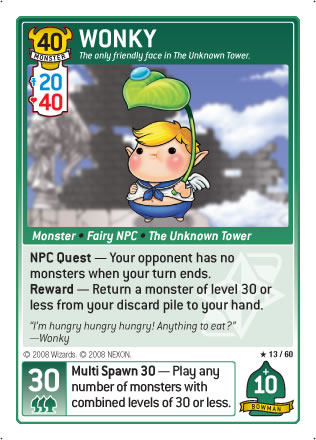 40
MONSTER
WONKY
The only friendly face in The Unknown Tower.
20
40
Monster • Fairy NPC • The Unknown Tower
NPC Quest — Your opponent has no
monsters when your turn ends.
Reward — Return a monster of level 30 or
less from your discard pile to your hand.
"I'm hungry hungry hungry! Anything to eat?"
—Wonky
© 2008 Wizards. © 2008 NEXON.
★ 13 / 60
30
Multi Spawn 30 — Play any
number of monsters with
combined levels of 30 or less.
+
10
BOWMAN